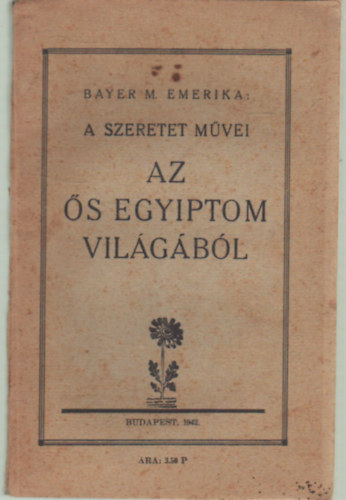 BAYER M. EMERIKA:
A SZERETET MŰVEI
AZ
ŐS EGYIPTOM
VILÁGÁBÓL
BUDAPEST, 1942.
ÁRA: 2.50 P